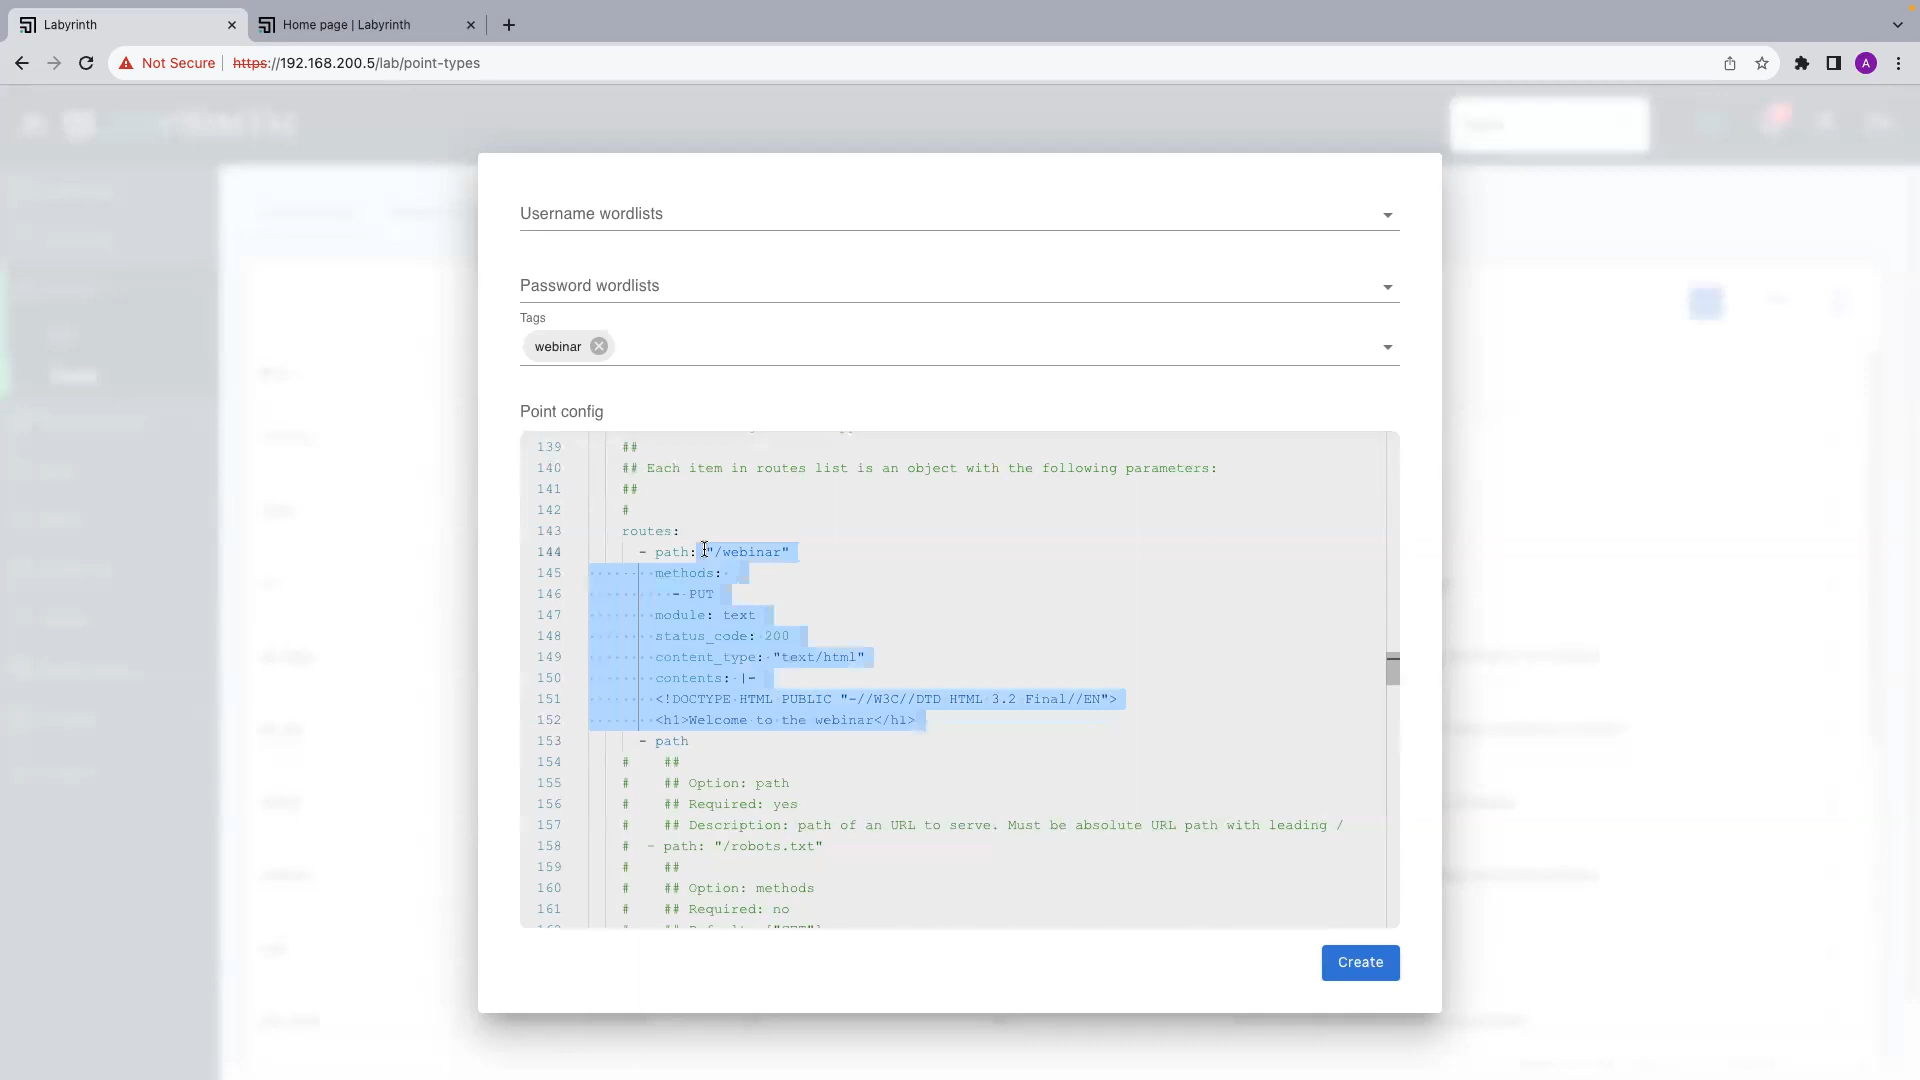 Labyrinth
Home page | Labyrinth
Not Secure
https://192.168.200.5/lab/point-types
A
Username wordlists
Password wordlists
Tags
webinar
Point config
139 ##
140 ## Each item in routes list is an object with the following parameters:
141 ##
142 #
143 routes:
144 - path: "/webinar"
145 methods:
146 - PUT
147 module: text
148 status_code: 200
149 content_type: "text/html"
150 contents: |-
151 <!DOCTYPE HTML PUBLIC "-//W3C//DTD HTML 3.2 Final//EN">
152 <h1>Welcome to the webinar</h1>
153 - path
154 # ##
155 # ## Option: path
156 # ## Required: yes
157 # ## Description: path of an URL to serve. Must be absolute URL path with leading /
158 # - path: "/robots.txt"
159 # ##
160 # ## Option: methods
161 # ## Required: no
Create